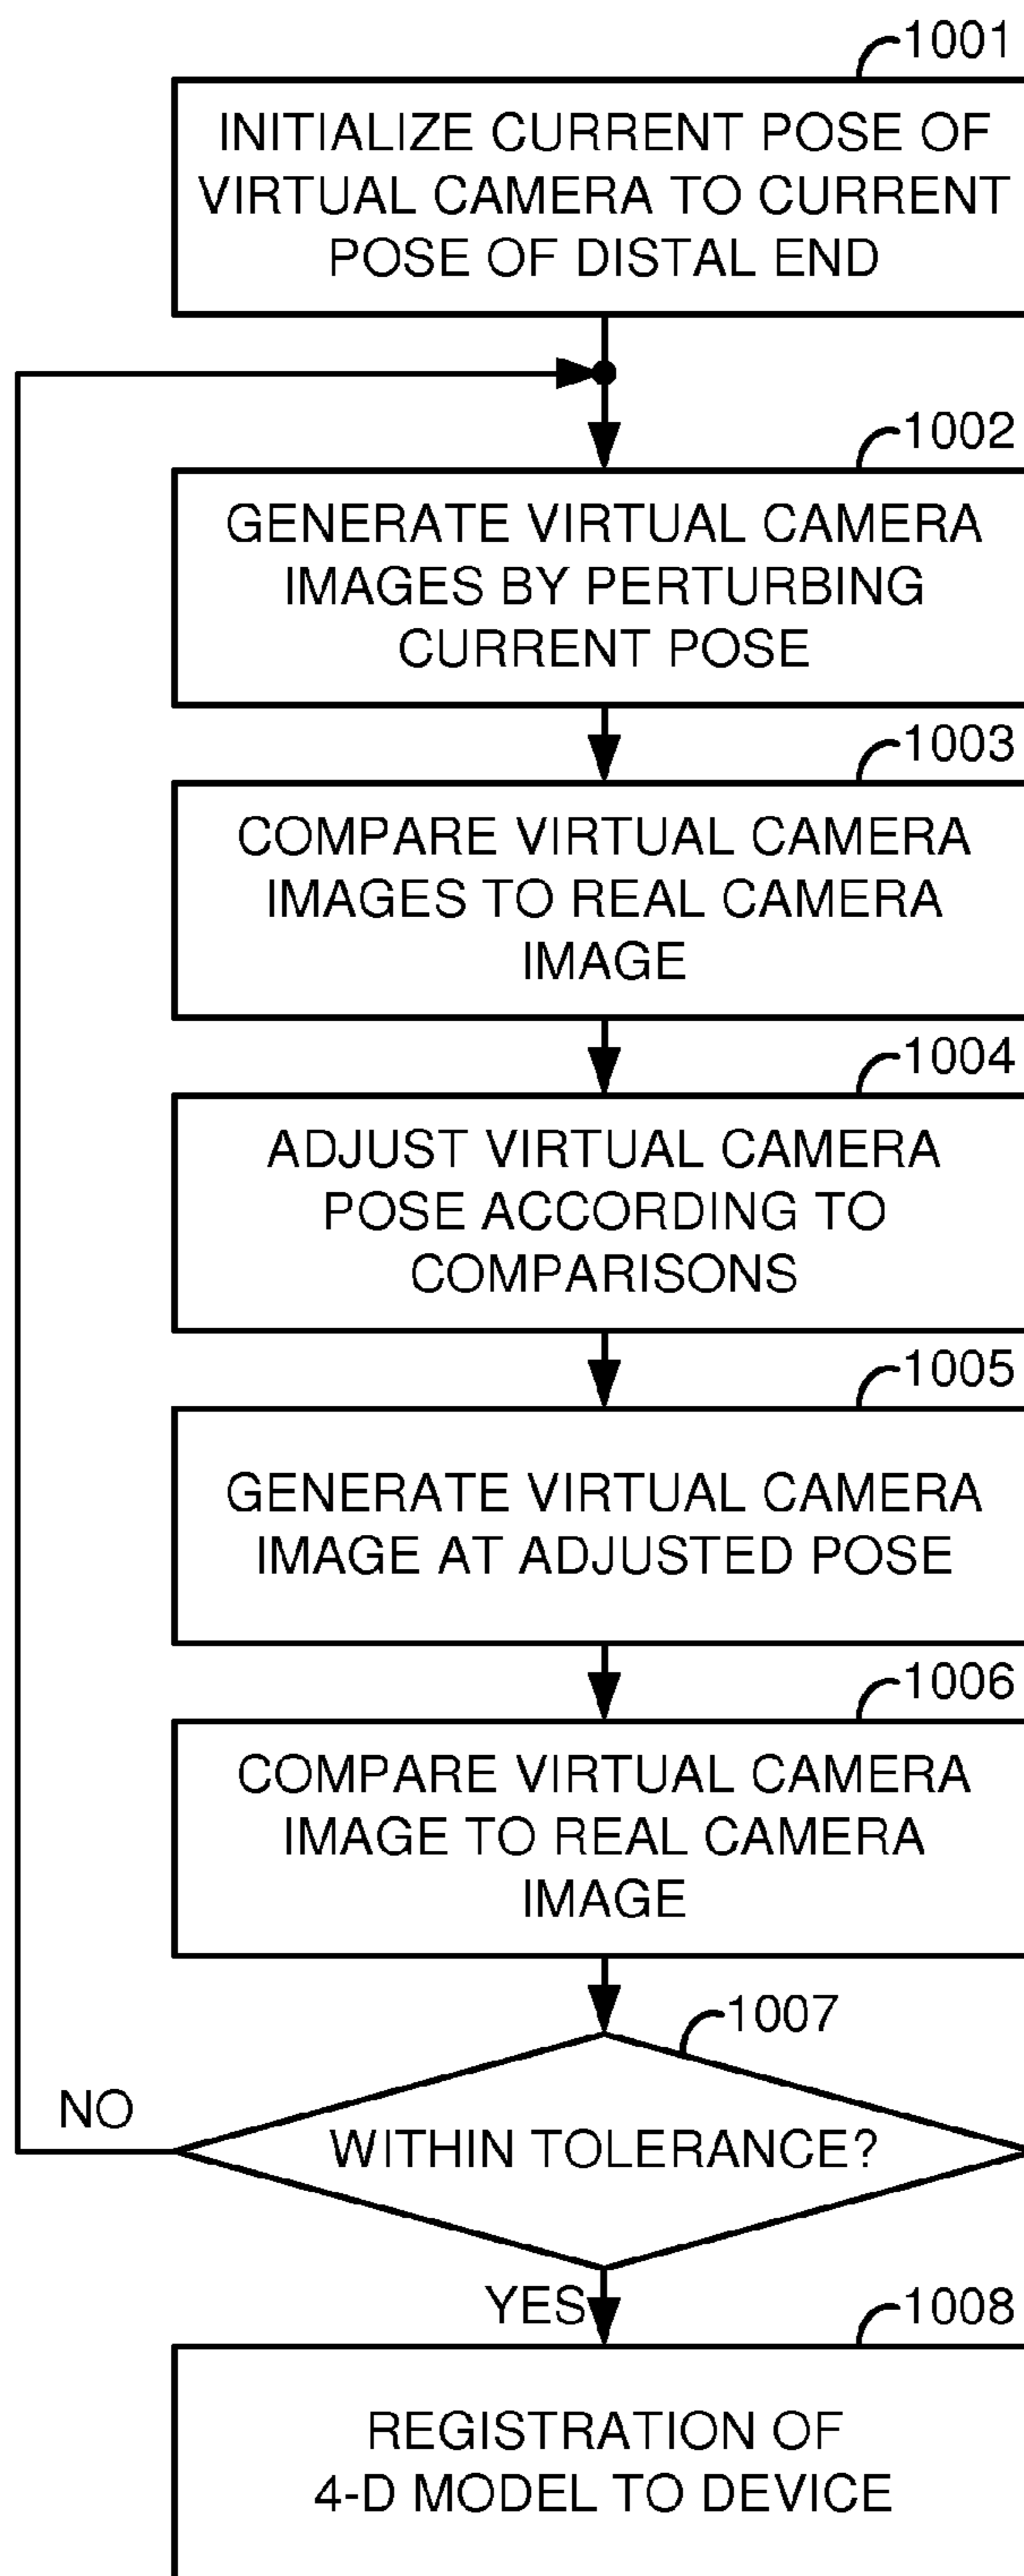 1001
INITIALIZE CURRENT POSE OF
VIRTUAL CAMERA TO CURRENT
POSE OF DISTAL END
1002
GENERATE VIRTUAL CAMERA
IMAGES BY PERTURBING
CURRENT POSE
1003
COMPARE VIRTUAL CAMERA
IMAGES TO REAL CAMERA
IMAGE
1004
ADJUST VIRTUAL CAMERA
POSE ACCORDING TO
COMPARISONS
1005
GENERATE VIRTUAL CAMERA
IMAGE AT ADJUSTED POSE
1006
COMPARE VIRTUAL CAMERA
IMAGE TO REAL CAMERA
IMAGE
1007
NO
WITHIN TOLERANCE?
YES
1008
REGISTRATION OF
4-D MODEL TO DEVICE